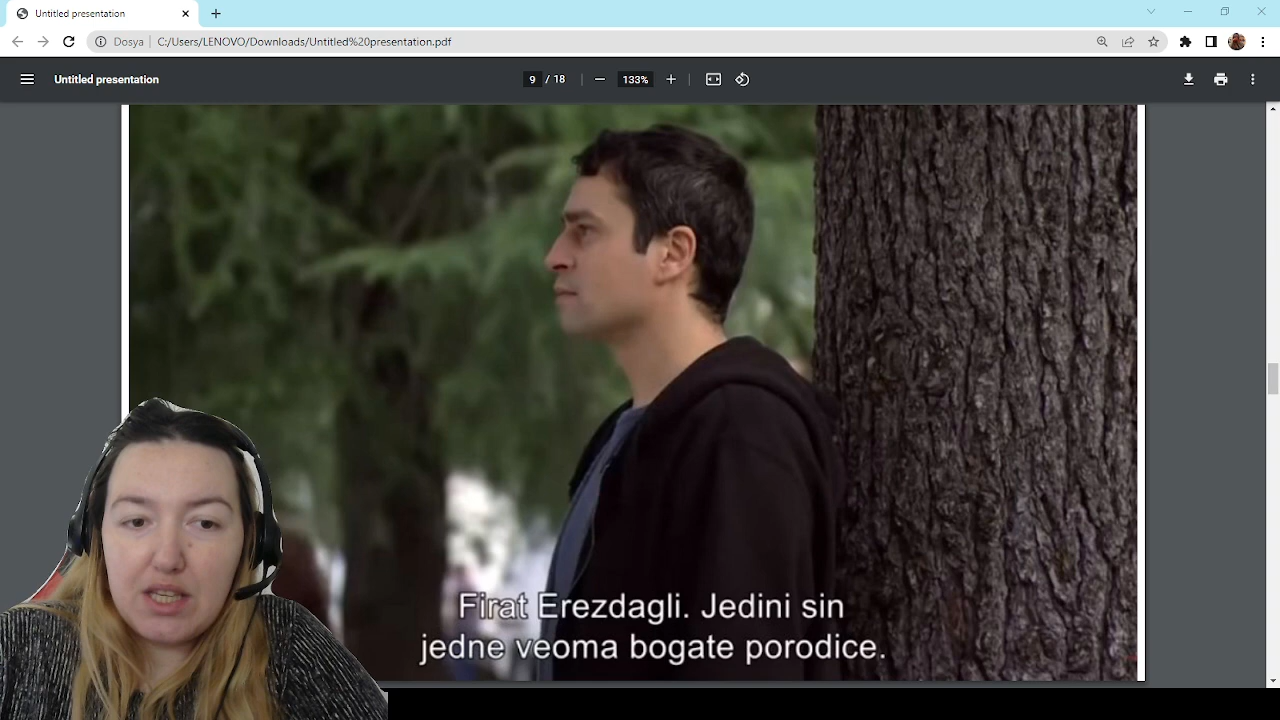 Untitled presentation
Dosya
C:/Users/LENOVO/Downloads/Untitled%20presentation.pdf
Untitled presentation
9 / 18
133%
Firat Erezdagli. Jedini sin
jedne veoma bogate porodice.